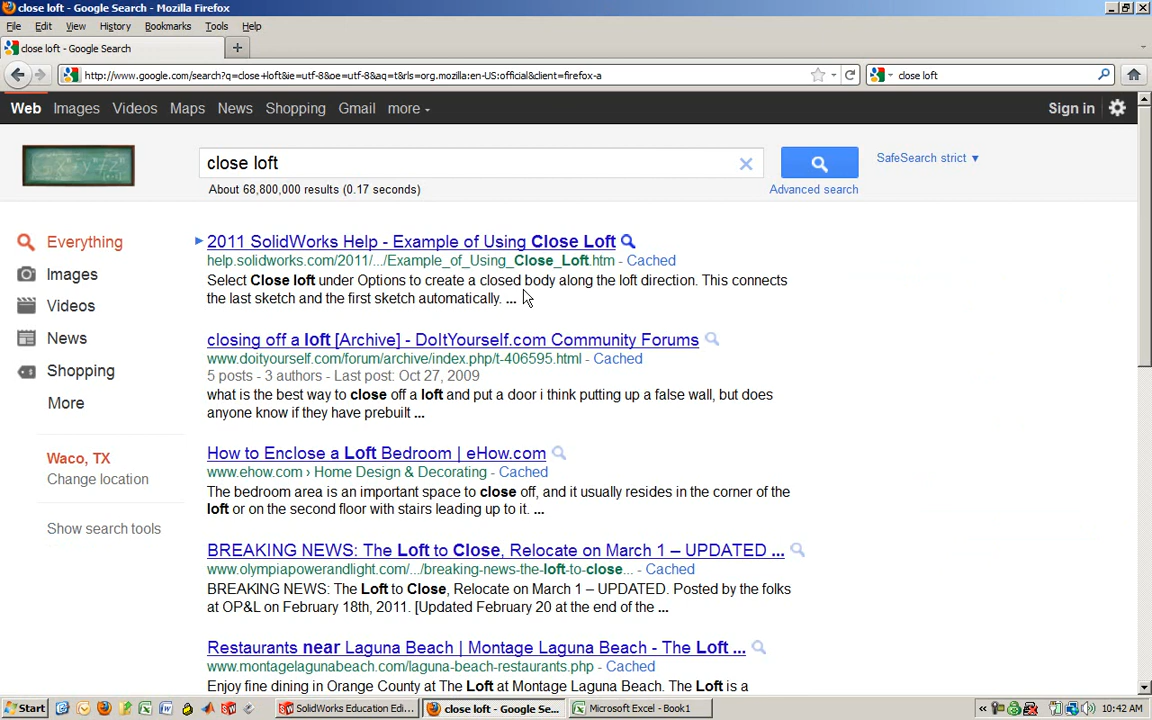 close loft - Google Search - Mozilla Firefox
File Edit View History Bookmarks Tools Help
close loft - Google Search
http://www.google.com/search?q=close+loft&ie=utf-8&oe=utf-8&aq=t&rls=org.mozilla:en-US:official&client=firefox-a
close loft
Web Images Videos Maps News Shopping Gmail more Sign in
close loft
SafeSearch strict
About 68,800,000 results (0.17 seconds)
Advanced search
Everything
Images
Videos
News
Shopping
More
Waco, TX
Change location
Show search tools
2011 SolidWorks Help - Example of Using Close Loft
help.solidworks.com/2011/.../Example_of_Using_Close_Loft.htm - Cached
Select Close loft under Options to create a closed body along the loft direction. This connects
the last sketch and the first sketch automatically. ...
closing off a loft [Archive] - DoItYourself.com Community Forums
www.doityourself.com/forum/archive/index.php/t-406595.html - Cached
5 posts - 3 authors - Last post: Oct 27, 2009
what is the best way to close off a loft and put a door i think putting up a false wall, but does
anyone know if they have prebuilt ...
How to Enclose a Loft Bedroom | eHow.com
www.ehow.com › Home Design & Decorating - Cached
The bedroom area is an important space to close off, and it usually resides in the corner of the
loft or on the second floor with stairs leading up to it. ...
BREAKING NEWS: The Loft to Close, Relocate on March 1 – UPDATED ...
www.olympiapowerandlight.com/.../breaking-news-the-loft-to-close... - Cached
BREAKING NEWS: The Loft to Close, Relocate on March 1 – UPDATED. Posted by the folks
at OP&L on February 18th, 2011. [Updated February 20 at the end of the ...
Restaurants near Laguna Beach | Montage Laguna Beach - The Loft ...
www.montagelagunabeach.com/laguna-beach-restaurants.php - Cached
Enjoy fine dining in Orange County at The Loft at Montage Laguna Beach. The Loft is a
Start
SolidWorks Education Edi...
close loft - Google Se...
Microsoft Excel - Book1
10:42 AM